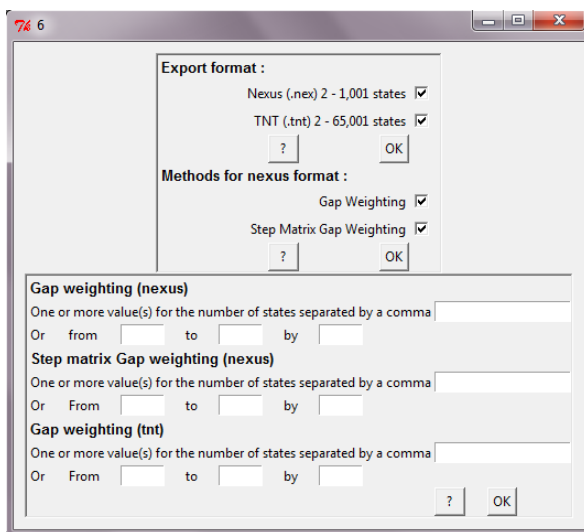 7% 6
Export format :
Nexus (.nex) 2 - 1,001 states
TNT (.tnt) 2 - 65,001 states
? OK
Methods for nexus format :
Gap Weighting
Step Matrix Gap Weighting
? OK
Gap weighting (nexus)
One or more value(s) for the number of states separated by a comma
Or from to by
Step matrix Gap weighting (nexus)
One or more value(s) for the number of states separated by a comma
Or From to by
Gap weighting (tnt)
One or more value(s) for the number of states separated by a comma
Or From to by
? OK